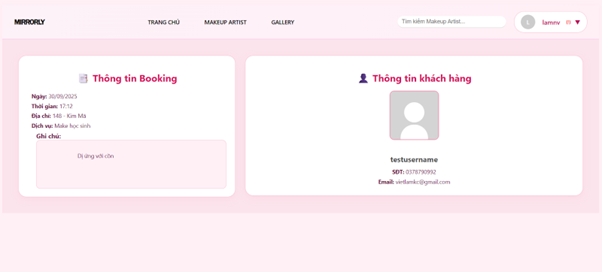 MIRRORLY
TRANG CHỦ
MAKEUP ARTIST
GALLERY
Tìm kiếm Makeup Artist...
L
lamnv
▼
Thông tin Booking
Ngày: 30/09/2025
Thời gian: 17:12
Địa chỉ: 148 - Kim Mã
Dịch vụ: Make học sinh
Ghi chú:
Dị ứng với cồn
Thông tin khách hàng
testusername
SĐT: 0378790992
Email: vietlamkc@gmail.com